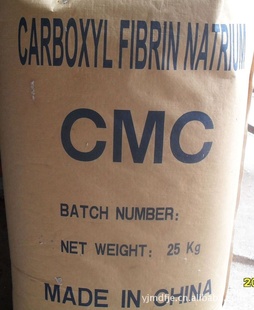 CARBOXYL FIBRIN NATRIUM
CMC
BATCH NUMBER:
NET WEIGHT: 25 Kg
MADE IN CHINA